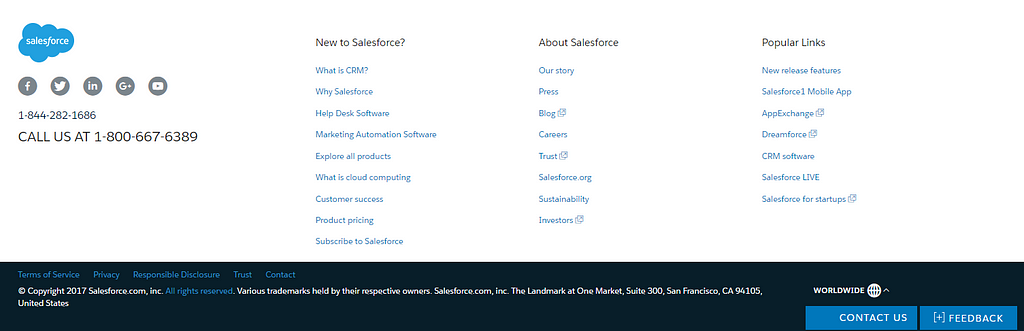 salesforce
1-844-282-1686
CALL US AT 1-800-667-6389
New to Salesforce?
What is CRM?
Why Salesforce
Help Desk Software
Marketing Automation Software
Explore all products
What is cloud computing
Customer success
Product pricing
Subscribe to Salesforce
About Salesforce
Our story
Press
Blog
Careers
Trust
Salesforce.org
Sustainability
Investors
Popular Links
New release features
Salesforce1 Mobile App
AppExchange
Dreamforce
CRM software
Salesforce LIVE
Salesforce for startups
Terms of Service Privacy Responsible Disclosure Trust Contact
© Copyright 2017 Salesforce.com, inc. All rights reserved. Various trademarks held by their respective owners. Salesforce.com, inc. The Landmark at One Market, Suite 300, San Francisco, CA 94105,
United States
WORLDWIDE
CONTACT US
[+] FEEDBACK